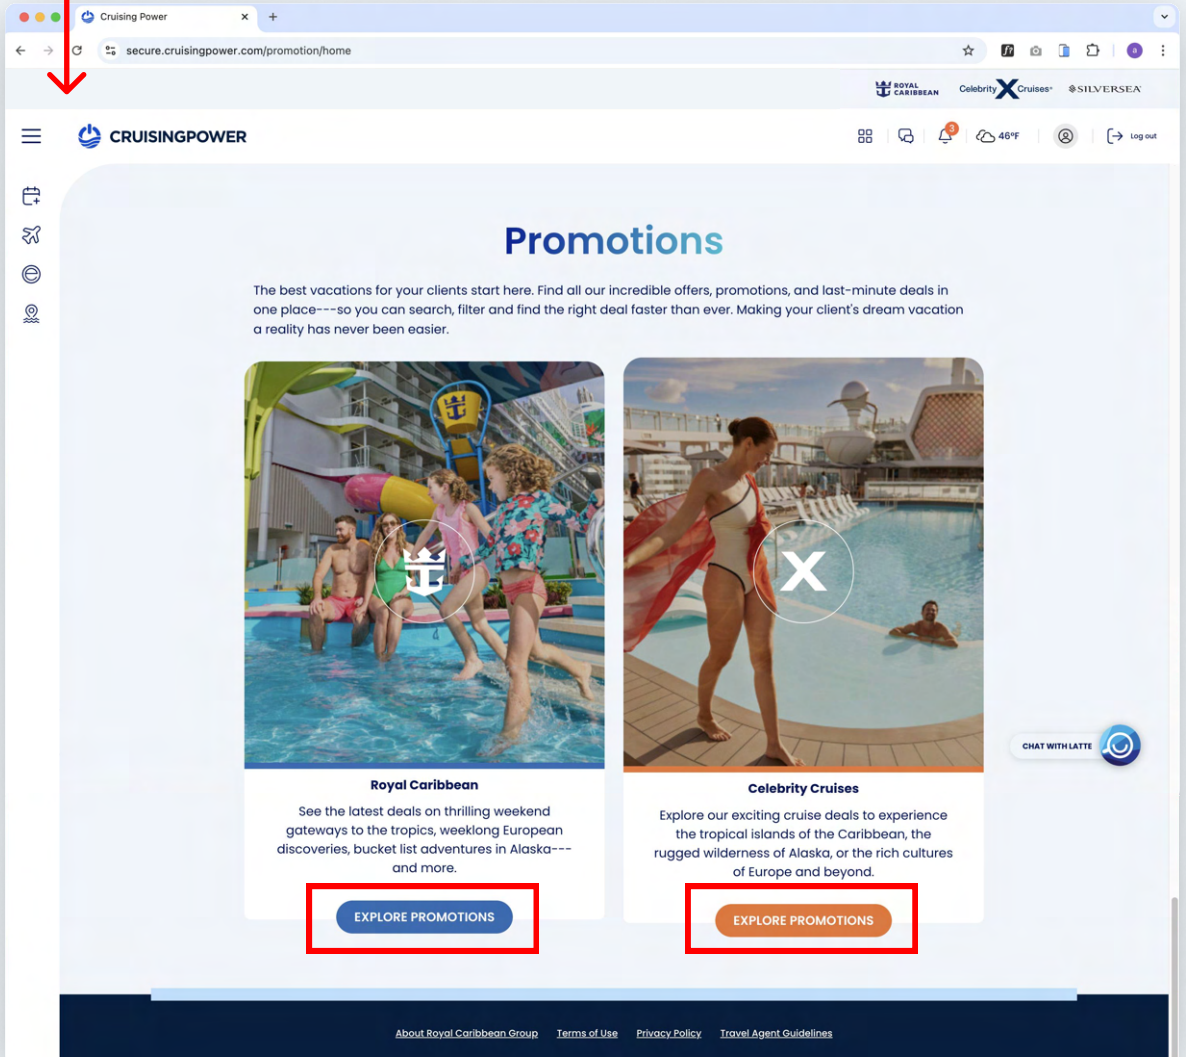 Cruising Power
secure.cruisingpower.com/promotion/home
a
ROYAL
CARIBBEAN
Celebrity X Cruises
SILVERSEA
CRUISINGPOWER
3
46°F
Log out
Promotions
The best vacations for your clients start here. Find all our incredible offers, promotions, and last-minute deals in
one place---so you can search, filter and find the right deal faster than ever. Making your client's dream vacation
a reality has never been easier.
X
Royal Caribbean
See the latest deals on thrilling weekend
gateways to the tropics, weeklong European
discoveries, bucket list adventures in Alaska---
and more.
EXPLORE PROMOTIONS
Celebrity Cruises
Explore our exciting cruise deals to experience
the tropical islands of the Caribbean, the
rugged wilderness of Alaska, or the rich cultures
of Europe and beyond.
EXPLORE PROMOTIONS
CHAT WITH LATTE
About Royal Caribbean Group Terms of Use Privacy Policy Travel Agent Guidelines